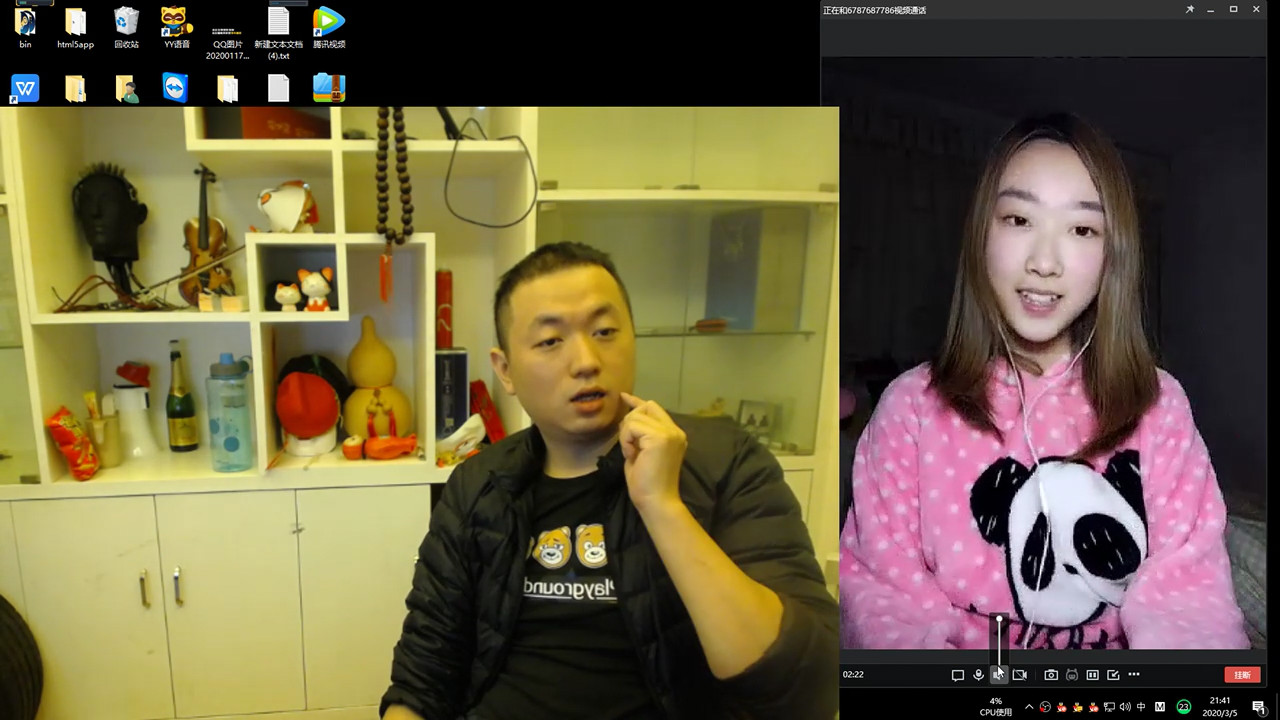 正在和6787687786视频通话
bin
html5app
回收站
YY语音
QQ图片
20200117...
新建文本文档
(4).txt
腾讯视频
Playground
02:22
挂断
4%
CPU使用
中
M
23
21:41
2020/3/5
1